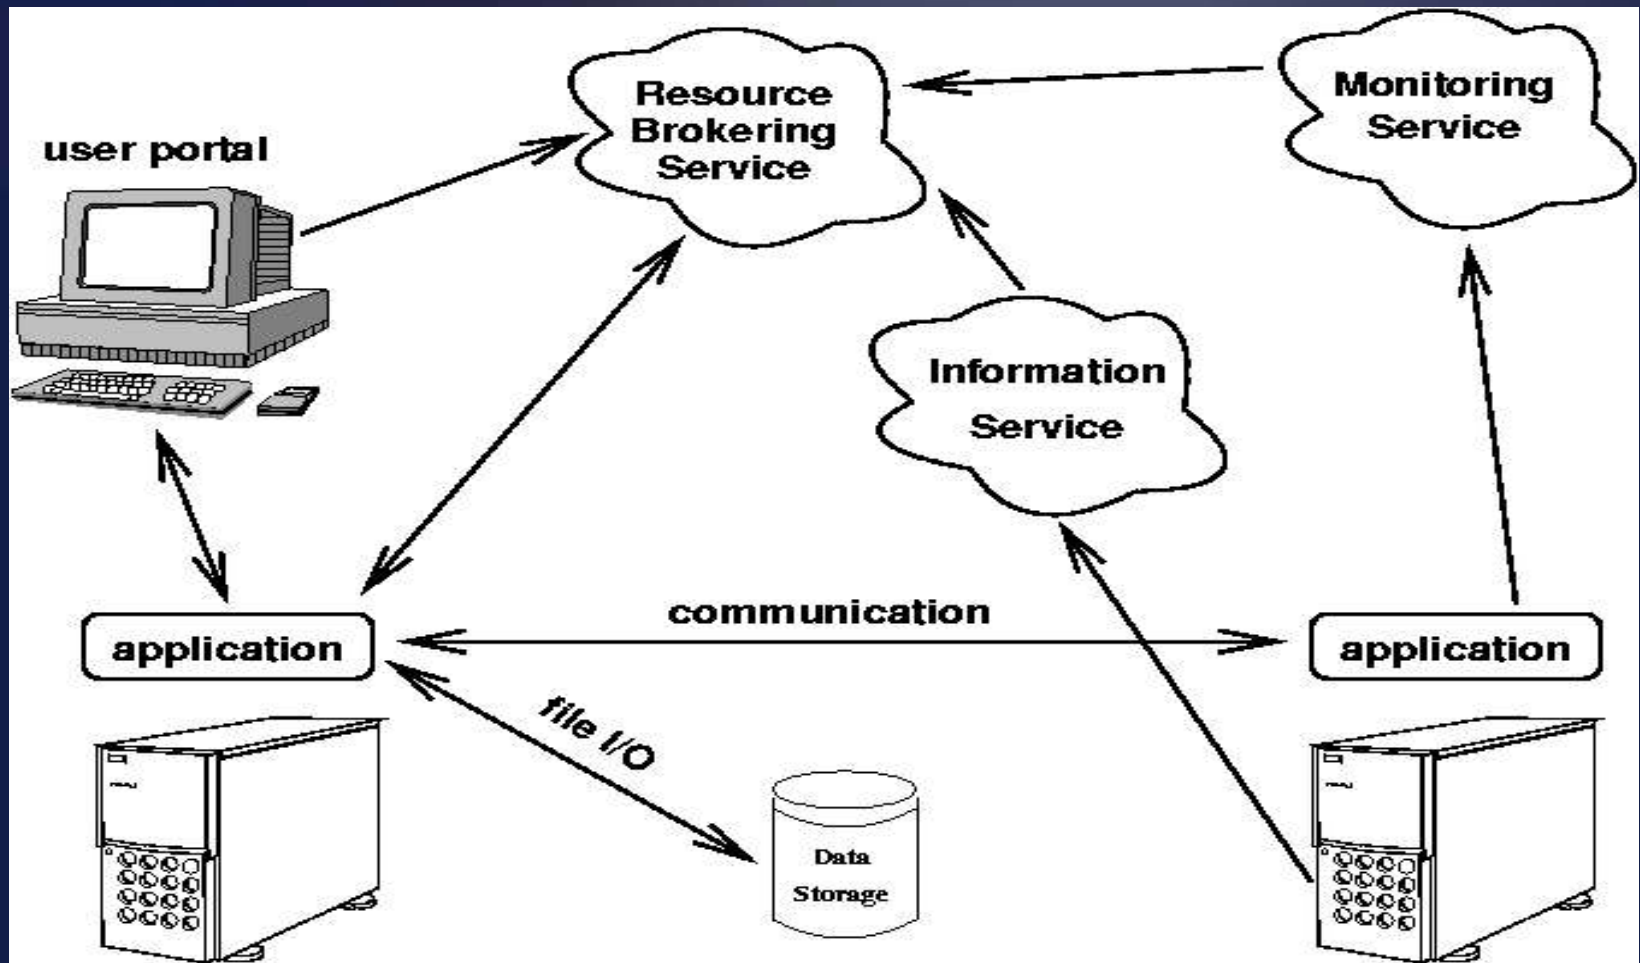 Resource
Brokering
Service
Monitoring
Service
user portal
Information
Service
communication
application
application
file I/O
Data
Storage